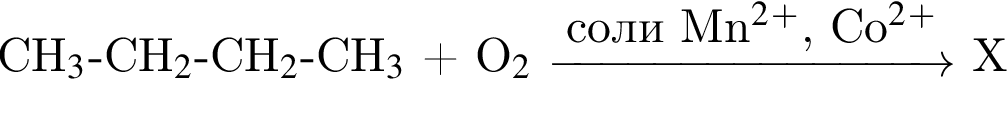 соли Mn²⁺, Co²⁺
CH₃-CH₂-CH₂-CH₃ + O₂ ⟶ X